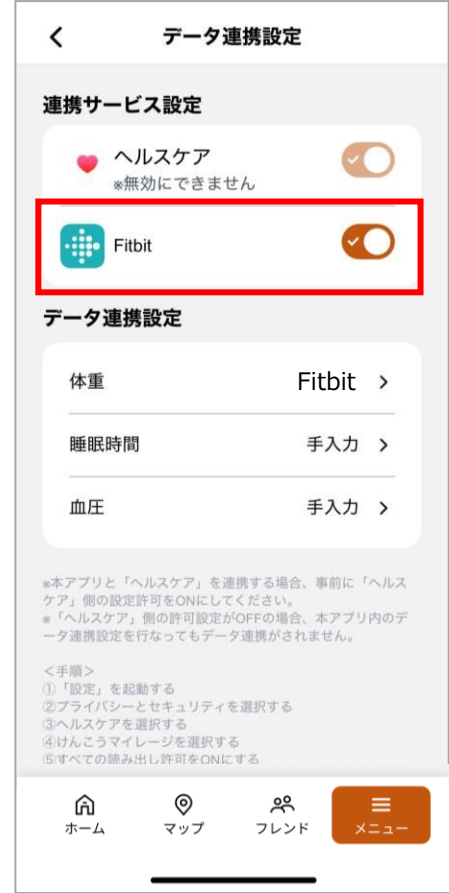 データ連携設定
連携サービス設定
ヘルスケア
※無効にできません
Fitbit
データ連携設定
体重 Fitbit
睡眠時間 手入力
血圧 手入力
※本アプリと「ヘルスケア」を連携する場合、事前に「ヘルス
ケア」側の設定許可をONにしてください。
※「ヘルスケア」側の許可設定がOFFの場合、本アプリ内のデ
ータ連携設定を行なってもデータ連携がされません。
＜手順＞
①「設定」を起動する
②プライバシーとセキュリティを選択する
③ヘルスケアを選択する
④けんこうマイレージを選択する
⑤すべての読み出し許可をONにする
ホーム マップ フレンド メニュー